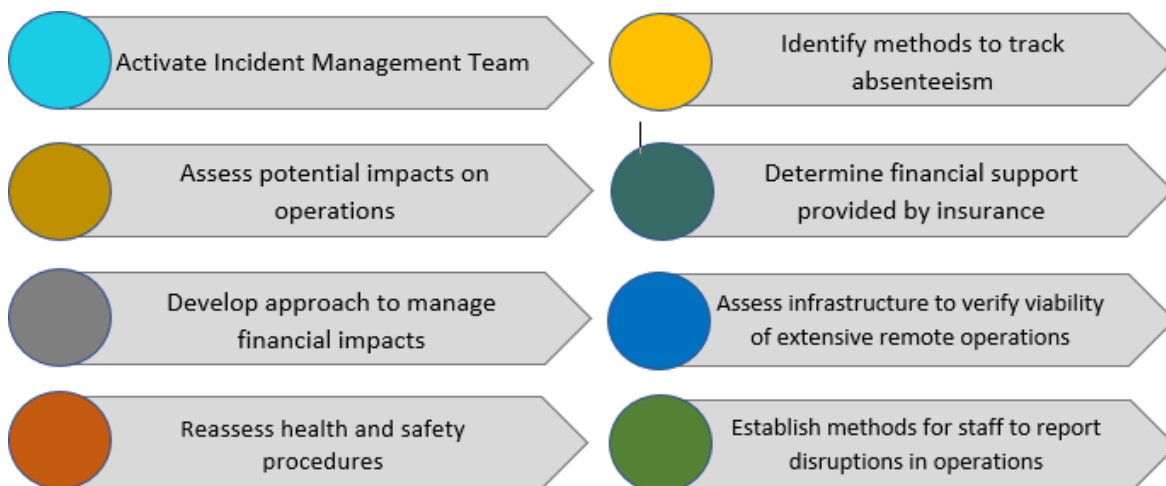 Activate Incident Management Team
Identify methods to track
absenteeism
Assess potential impacts on
operations
Determine financial support
provided by insurance
Develop approach to manage
financial impacts
Assess infrastructure to verify viability
of extensive remote operations
Reassess health and safety
procedures
Establish methods for staff to report
disruptions in operations